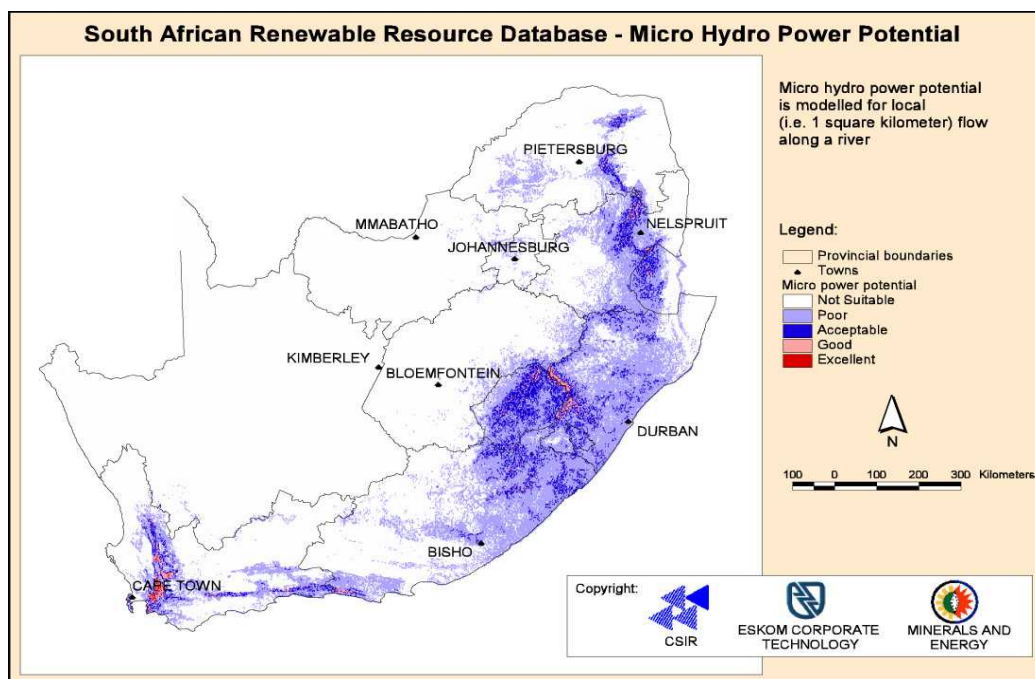 South African Renewable Resource Database - Micro Hydro Power Potential
Micro hydro power potential
is modelled for local
(i.e. 1 square kilometer) flow
along a river
PIETERSBURG
MMABATHO
NELSPRUIT
JOHANNESBURG
KIMBERLEY
BLOEMFONTEIN
DURBAN
BISHO
CAPE TOWN
Legend:
Provincial boundaries
Towns
Micro power potential
Not Suitable
Poor
Acceptable
Good
Excellent
N
100 0 100 200 300 Kilometers
Copyright:
CSIR
ESKOM CORPORATE
TECHNOLOGY
MINERALS AND
ENERGY